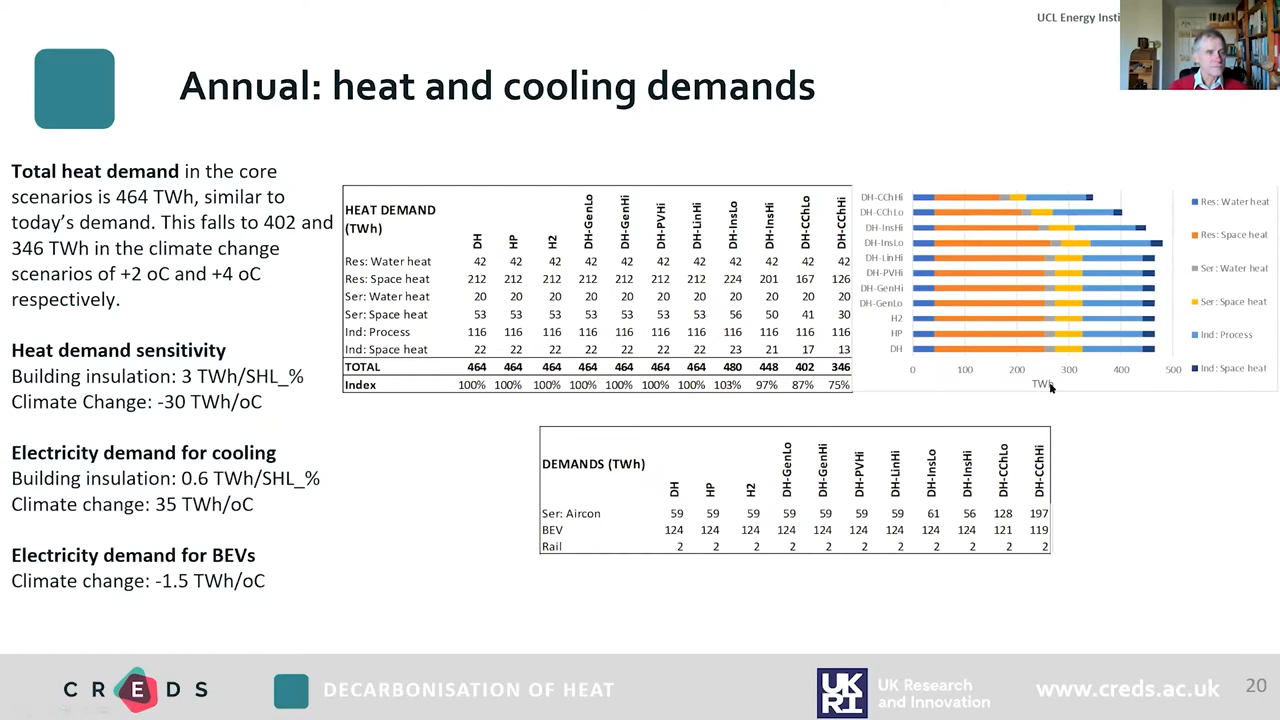 UCL Energy Insti
Annual: heat and cooling demands
Total heat demand in the core
scenarios is 464 TWh, similar to
today's demand. This falls to 402 and
346 TWh in the climate change
scenarios of +2 oC and +4 oC
respectively.
Heat demand sensitivity
Building insulation: 3 TWh/SHL_%
Climate Change: -30 TWh/oC
Electricity demand for cooling
Building insulation: 0.6 TWh/SHL_%
Climate change: 35 TWh/oC
Electricity demand for BEVs
Climate change: -1.5 TWh/oC
HEAT DEMAND (TWh) DH HP H2 DH-GenLo DH-GenHi DH-PVHi DH-LinHi DH-InsLo DH-InsHi DH-CChLo DH-CChHi
Res: Water heat 42 42 42 42 42 42 42 42 42 42 42
Res: Space heat 212 212 212 212 212 212 212 224 201 167 126
Ser: Water heat 20 20 20 20 20 20 20 20 20 20 20
Ser: Space heat 53 53 53 53 53 53 53 56 50 41 30
Ind: Process 116 116 116 116 116 116 116 116 116 116 116
Ind: Space heat 22 22 22 22 22 22 22 23 21 17 13
TOTAL 464 464 464 464 464 464 464 480 448 402 346
Index 100% 100% 100% 100% 100% 100% 100% 103% 97% 87% 75%
DH-CChHi
DH-CChLo
DH-InsHi
DH-InsLo
DH-LinHi
DH-PVHi
DH-GenHi
DH-GenLo
H2
HP
DH
0 100 200 300 400 500
TWh
Res: Water heat
Res: Space heat
Ser: Water heat
Ser: Space heat
Ind: Process
Ind: Space heat
DEMANDS (TWh) DH HP H2 DH-GenLo DH-GenHi DH-PVHi DH-LinHi DH-InsLo DH-InsHi DH-CChLo DH-CChHi
Ser: Aircon 59 59 59 59 59 59 59 61 56 128 197
BEV 124 124 124 124 124 124 124 124 124 121 119
Rail 2 2 2 2 2 2 2 2 2 2 2
CREDS
DECARBONISATION OF HEAT
UK
RI
UK Research
and Innovation
www.creds.ac.uk
20